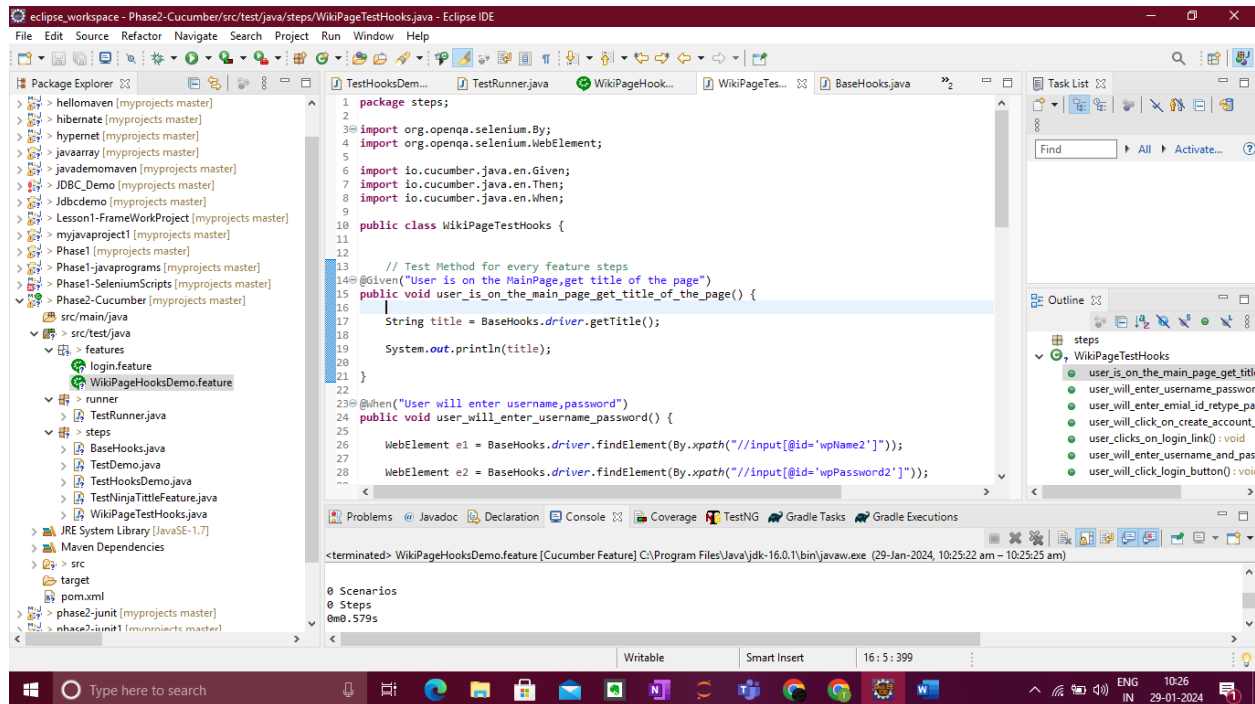 eclipse_workspace - Phase2-Cucumber/src/test/java/steps/WikiPageTestHooks.java - Eclipse IDE
File Edit Source Refactor Navigate Search Project Run Window Help
Package Explorer
> hellomaven [myprojects master]
> hibernate [myprojects master]
> hypernet [myprojects master]
> javaarray [myprojects master]
> javademomaven [myprojects master]
> JDBC_Demo [myprojects master]
> Jdbcdemo [myprojects master]
> Lesson1-FrameWorkProject [myprojects master]
> myjavaproject1 [myprojects master]
> Phase1 [myprojects master]
> Phase1-javaprograms [myprojects master]
> Phase1-SeleniumScripts [myprojects master]
> Phase2-Cucumber [myprojects master]
src/main/java
> src/test/java
> features
login.feature
WikiPageHooksDemo.feature
> runner
TestRunner.java
> steps
BaseHooks.java
TestDemo.java
TestHooksDemo.java
TestNinjaTittleFeature.java
WikiPageTestHooks.java
JRE System Library [JavaSE-1.7]
Maven Dependencies
> src
target
pom.xml
> phase2-junit [myprojects master]
> phase2-junit1 [myprojects master]
TestHooksDem... TestRunner.java WikiPageHook... WikiPageTes... BaseHooks.java »2
1 package steps;
2
3 import org.openqa.selenium.By;
4 import org.openqa.selenium.WebElement;
5
6 import io.cucumber.java.en.Given;
7 import io.cucumber.java.en.Then;
8 import io.cucumber.java.en.When;
9
10 public class WikiPageTestHooks {
11
12
13 // Test Method for every feature steps
14 @Given("User is on the MainPage,get title of the page")
15 public void user_is_on_the_main_page_get_title_of_the_page() {
16
17 String title = BaseHooks.driver.getTitle();
18
19 System.out.println(title);
20
21 }
22
23 @When("User will enter username,password")
24 public void user_will_enter_username_password() {
25
26 WebElement e1 = BaseHooks.driver.findElement(By.xpath("//input[@id='wpName2']"));
27
28 WebElement e2 = BaseHooks.driver.findElement(By.xpath("//input[@id='wpPassword2']"));
Task List
Find All Activate...
Outline
steps
WikiPageTestHooks
user_is_on_the_main_page_get_titl
user_will_enter_username_passwor
user_will_enter_emial_id_retype_pa
user_will_click_on_create_account_
user_clicks_on_login_link() : void
user_will_enter_username_and_pas
user_will_click_login_button() : voi
Problems @ Javadoc Declaration Console Coverage TestNG Gradle Tasks Gradle Executions
<terminated> WikiPageHooksDemo.feature [Cucumber Feature] C:\Program Files\Java\jdk-16.0.1\bin\javaw.exe (29-Jan-2024, 10:25:22 am – 10:25:25 am)
0 Scenarios
0 Steps
0m0.579s
Writable Smart Insert 16 : 5 : 399
Type here to search
ENG 10:26
IN 29-01-2024